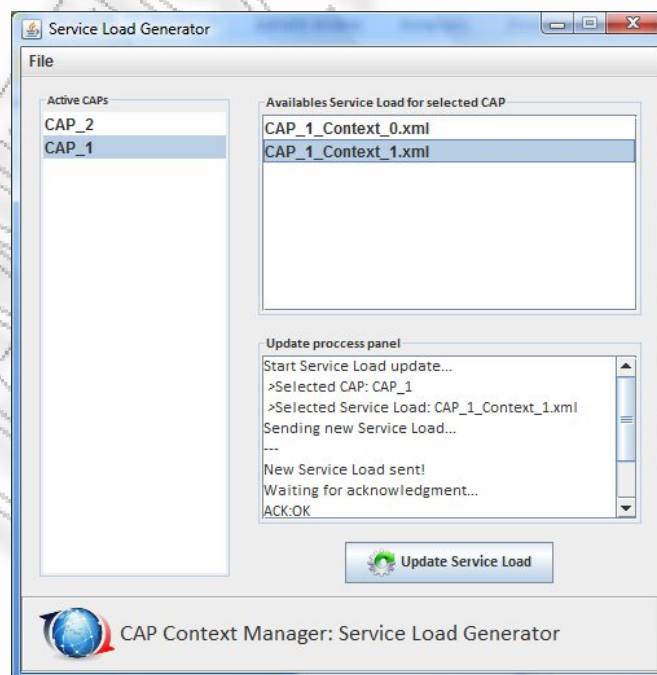 Service Load Generator
File
Active CAPs
CAP_2
CAP_1
Availables Service Load for selected CAP
CAP_1_Context_0.xml
CAP_1_Context_1.xml
Update proccess panel
Start Service Load update...
>Selected CAP: CAP_1
>Selected Service Load: CAP_1_Context_1.xml
Sending new Service Load...
---
New Service Load sent!
Waiting for acknowledgment...
ACK:OK
Update Service Load
CAP Context Manager: Service Load Generator